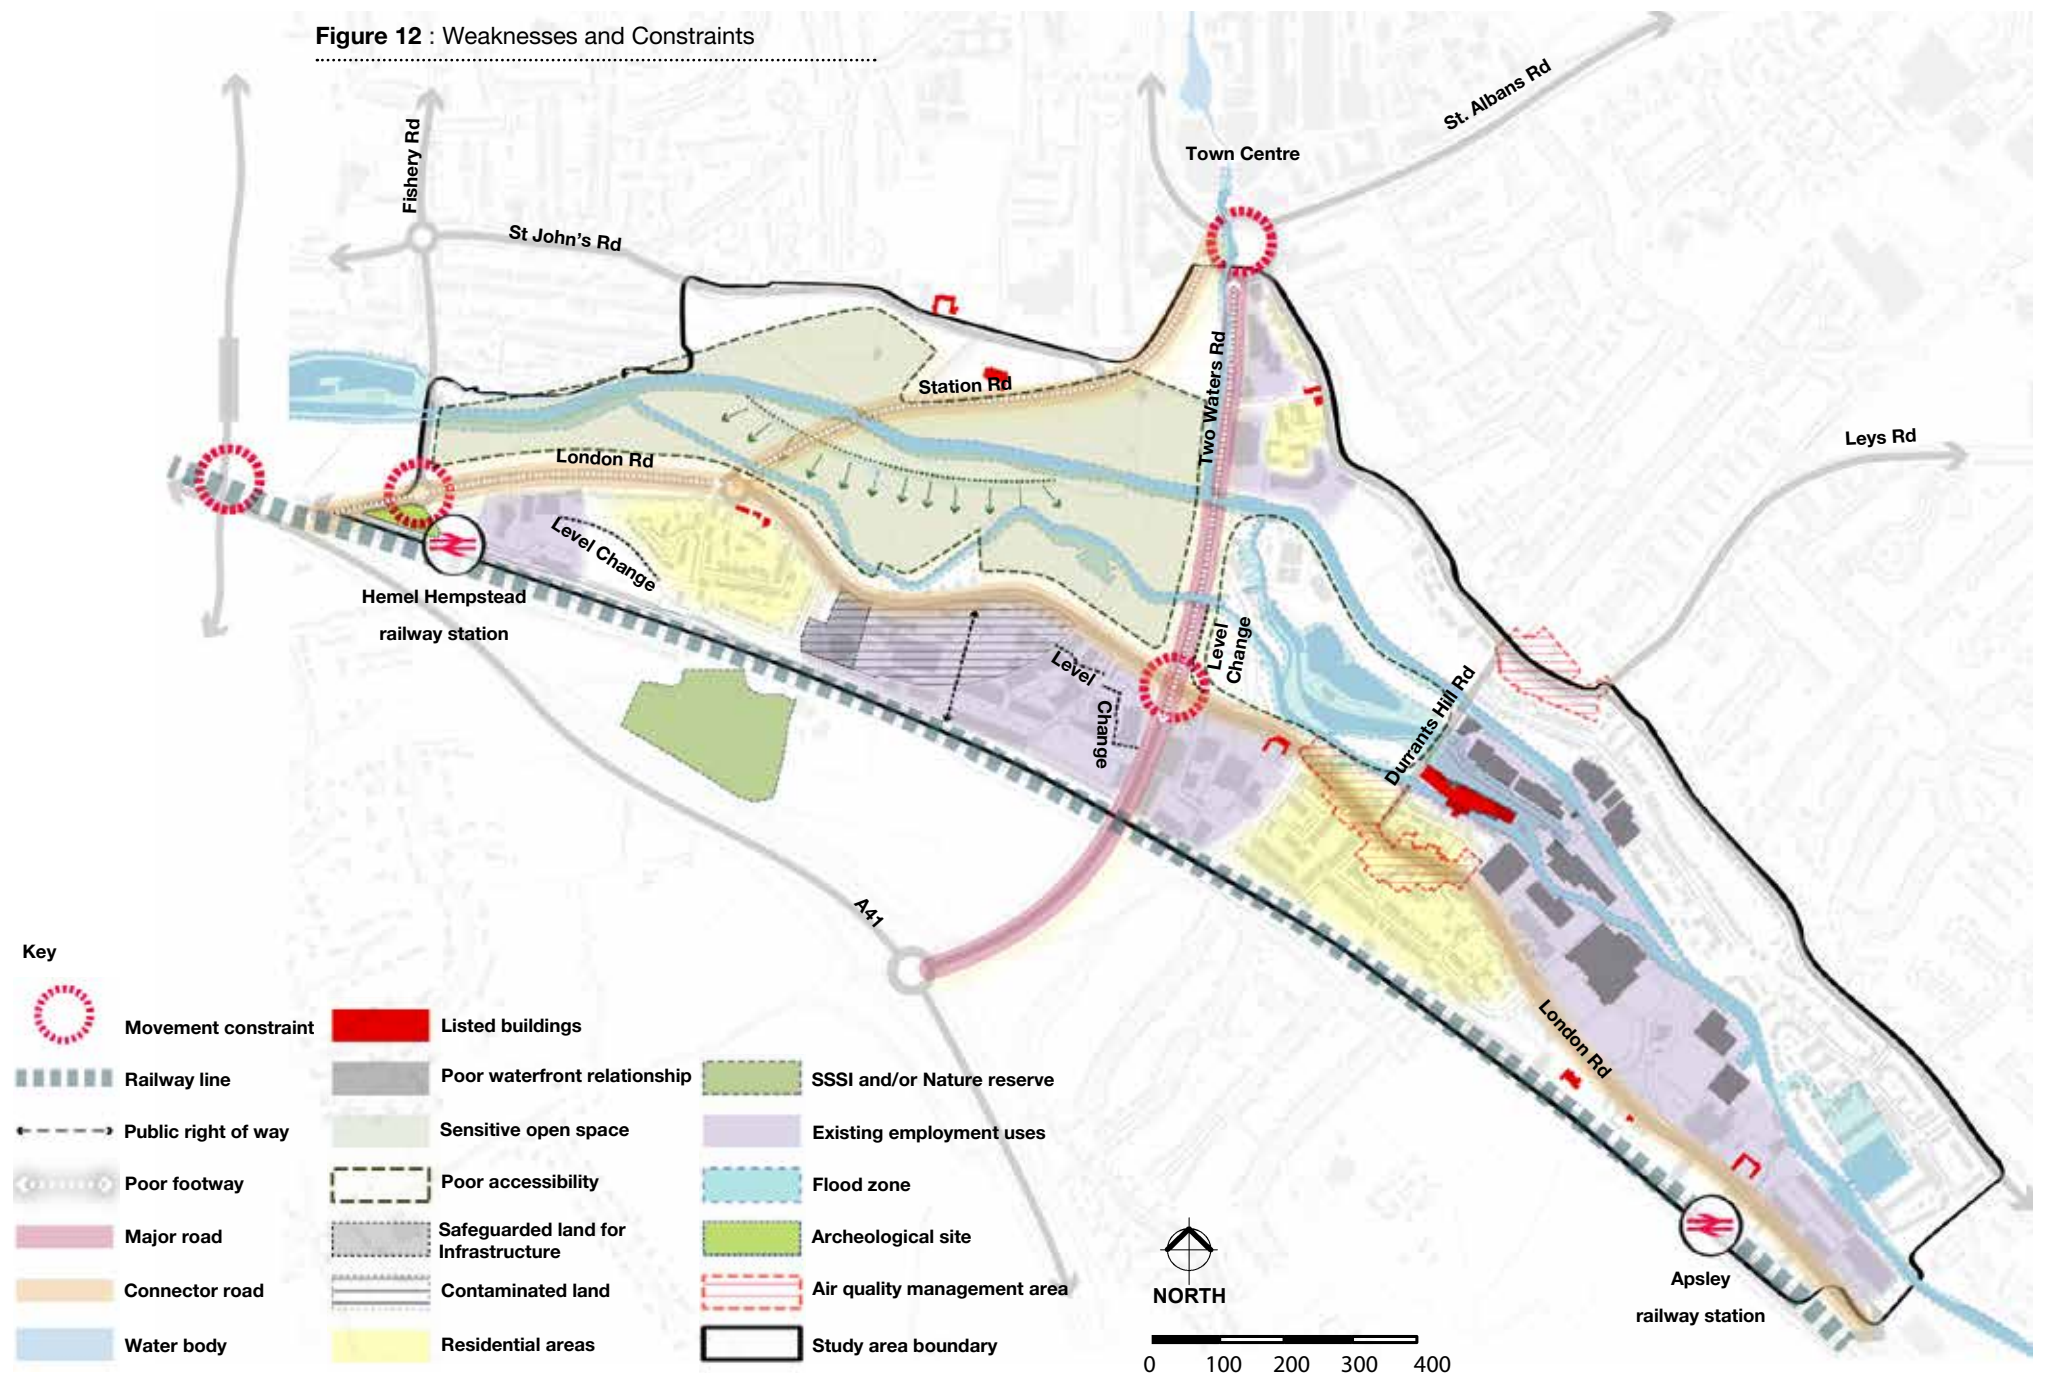 Figure 12 : Weaknesses and Constraints
St. Albans Rd
Town Centre
Fishery Rd
St John's Rd
Two Waters Rd
Station Rd
Leys Rd
London Rd
Level Change
Hemel Hempstead
railway station
Level
Change
Level
Change
Durrants Hill Rd
A41
London Rd
Apsley
railway station
Key
Movement constraint
Railway line
Public right of way
Poor footway
Major road
Connector road
Water body
Listed buildings
Poor waterfront relationship
Sensitive open space
Poor accessibility
Safeguarded land for
Infrastructure
Contaminated land
Residential areas
SSSI and/or Nature reserve
Existing employment uses
Flood zone
Archeological site
Air quality management area
Study area boundary
NORTH
0 100 200 300 400